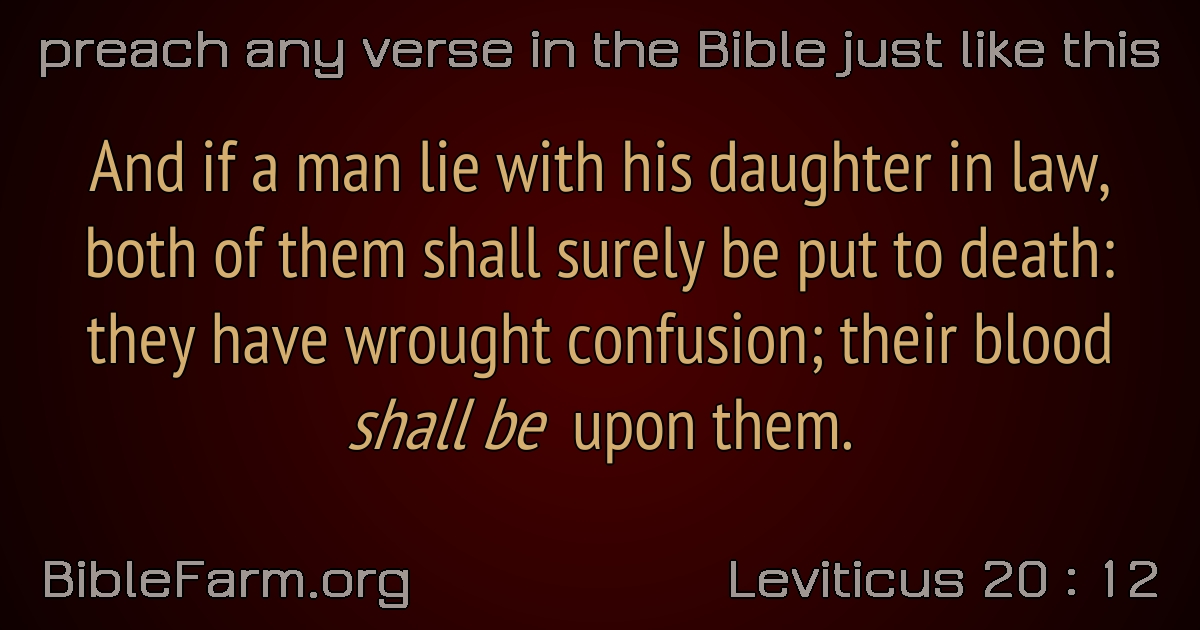 preach any verse in the Bible just like this
And if a man lie with his daughter in law,
both of them shall surely be put to death:
they have wrought confusion; their blood
shall be upon them.
BibleFarm.org
Leviticus 20 : 12